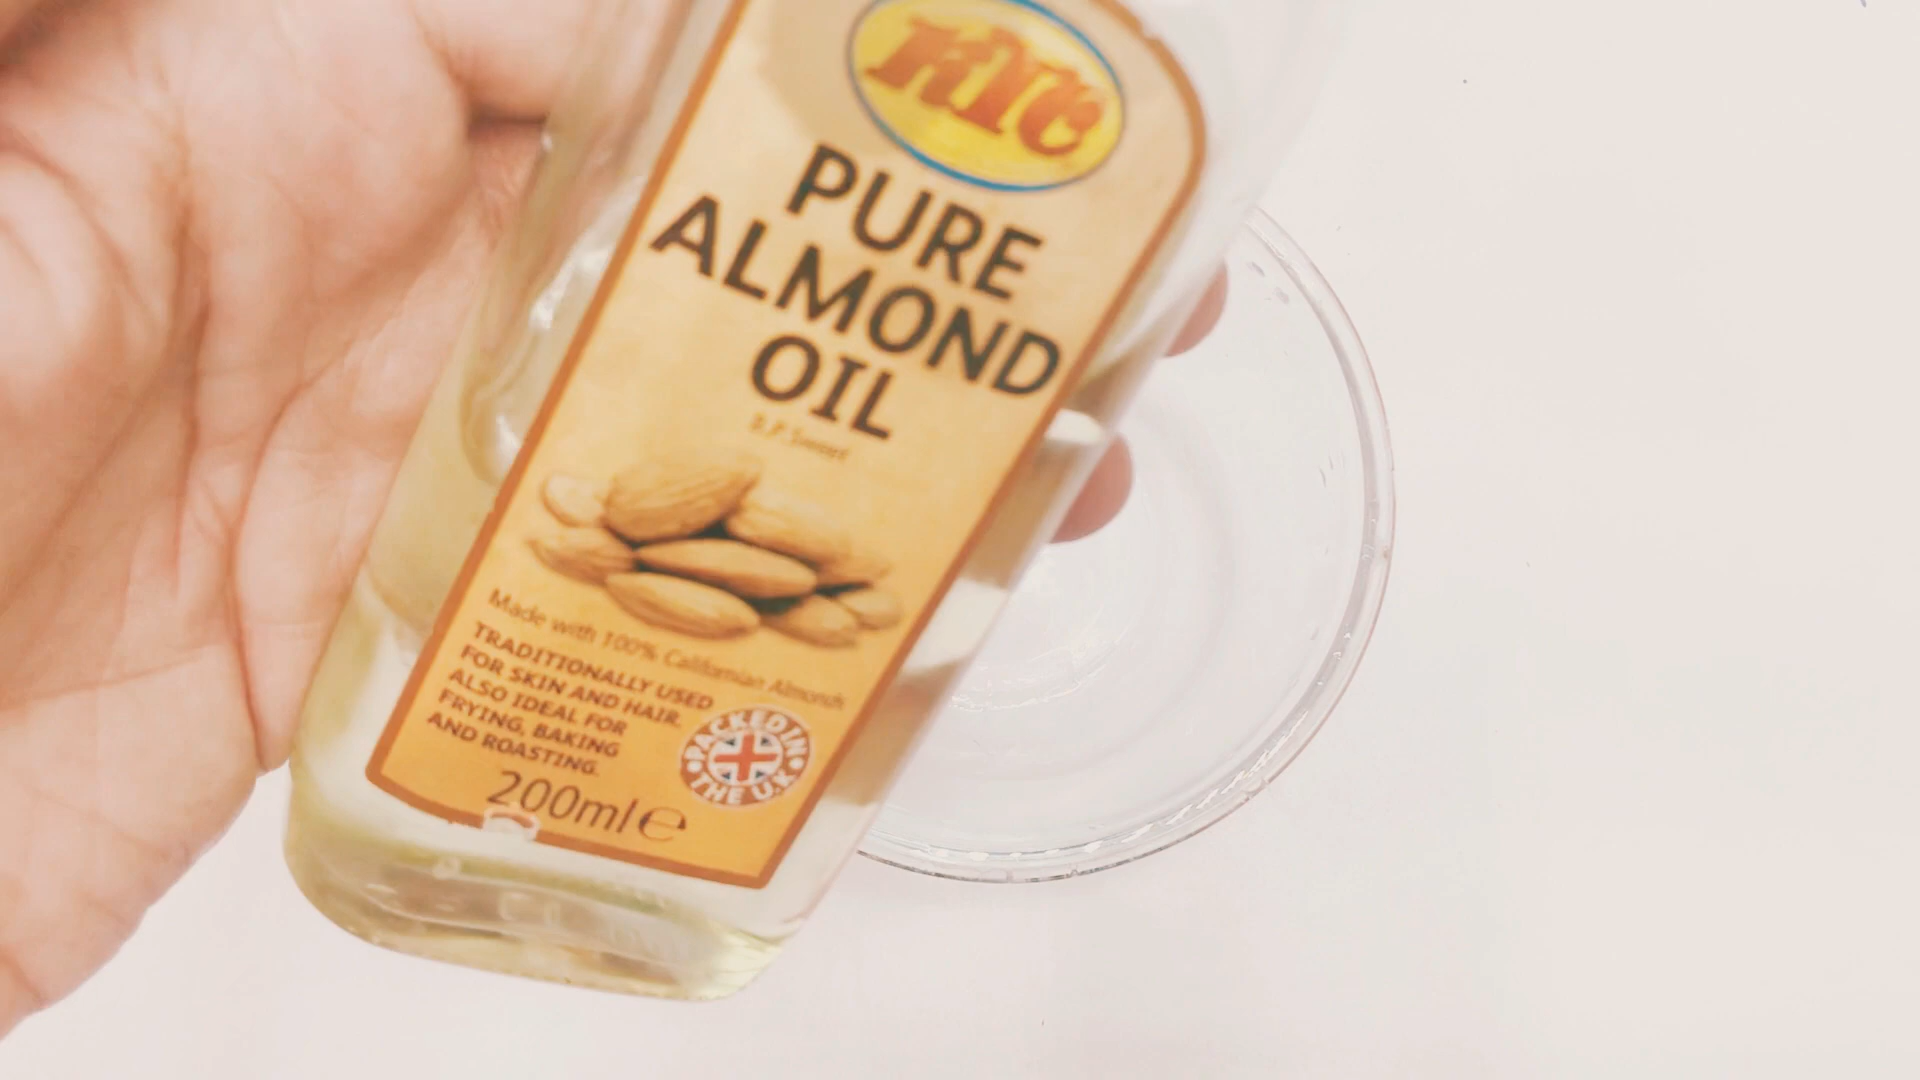 KTC
PURE
ALMOND
OIL
B.P. Sweet
Made with 100% Californian Almonds
TRADITIONALLY USED
FOR SKIN AND HAIR.
ALSO IDEAL FOR
FRYING, BAKING
AND ROASTING.
PACKED IN
THE U.K
200ml e